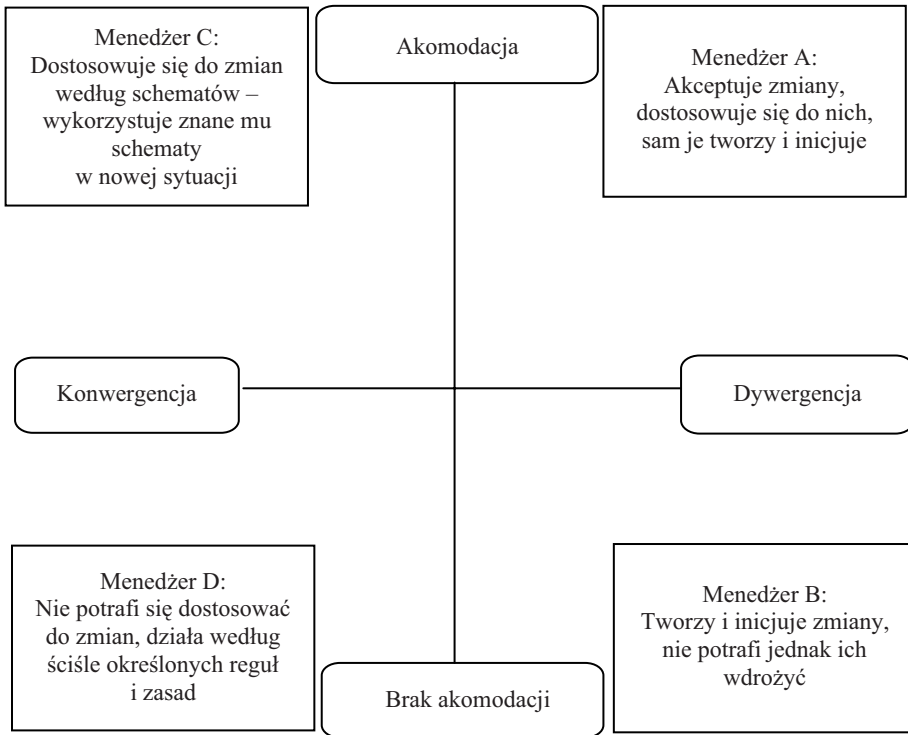 Menedżer C:
Dostosowuje się do zmian
według schematów –
wykorzystuje znane mu
schematy
w nowej sytuacji
Akomodacja
Menedżer A:
Akceptuje zmiany,
dostosowuje się do nich,
sam je tworzy i inicjuje
Konwergencja
Dywergencja
Menedżer D:
Nie potrafi się dostosować
do zmian, działa według
ściśle określonych reguł
i zasad
Brak akomodacji
Menedżer B:
Tworzy i inicjuje zmiany,
nie potrafi jednak ich
wdrożyć